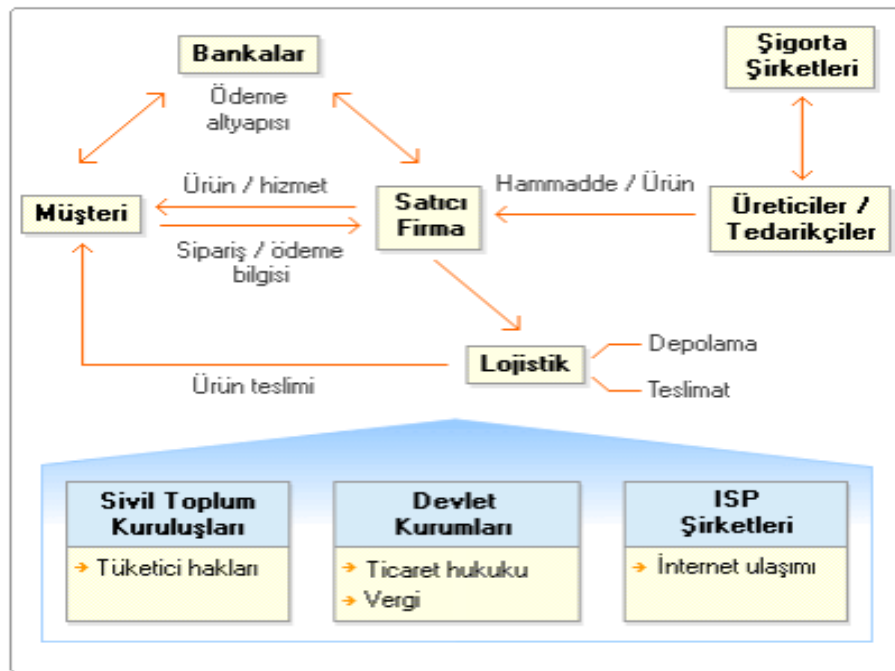 Bankalar
Şigorta
Şirketleri
Ödeme
altyapısı
Ürün / hizmet
Hammadde / Ürün
Müşteri
Satıcı
Firma
Üreticiler /
Tedarikçiler
Sipariş / ödeme
bilgisi
Lojistik
Depolama
Teslimat
Ürün teslimi
Sivil Toplum
Kuruluşları
Tüketici hakları
Devlet
Kurumları
Ticaret hukuku
Vergi
ISP
Şirketleri
İnternet ulaşımı